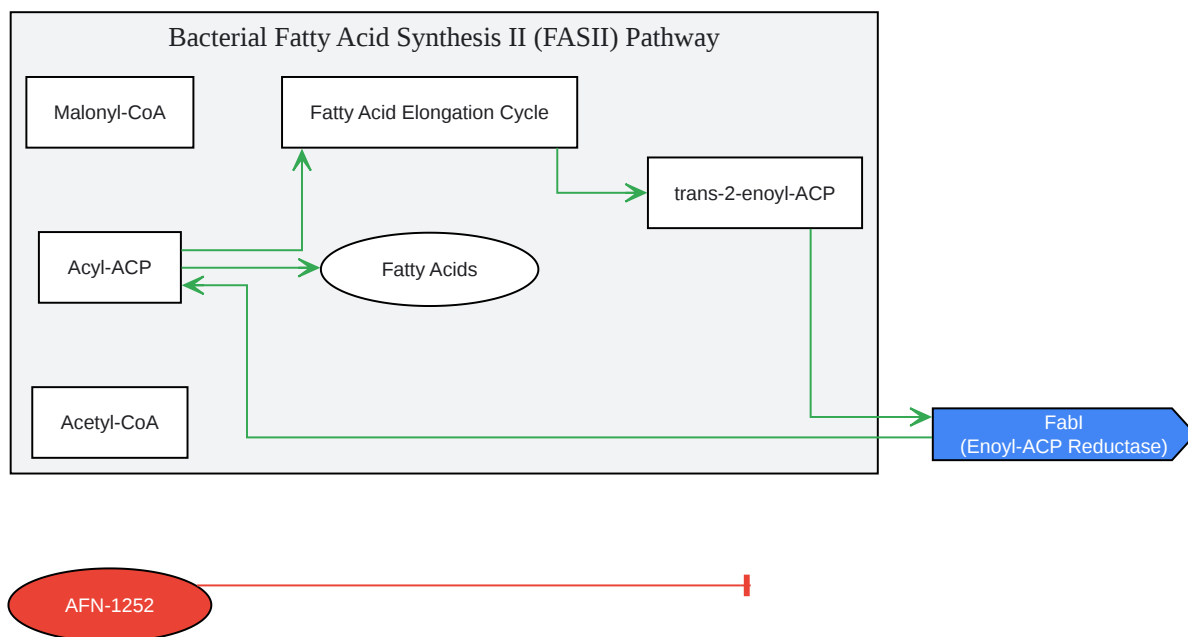 Bacterial Fatty Acid Synthesis II (FASII) Pathway
Malonyl-CoA
Fatty Acid Elongation Cycle
trans-2-enoyl-ACP
Acyl-ACP
Fatty Acids
Acetyl-CoA
FabI
(Enoyl-ACP Reductase)
AFN-1252